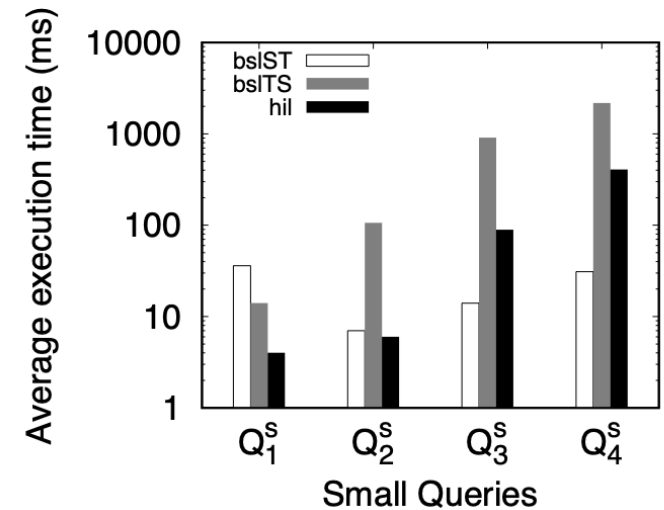 Average execution time (ms)
10000
1000
100
10
1
bslST
bslTS
hil
Q₁ˢ Q₂ˢ Q₃ˢ Q₄ˢ
Small Queries